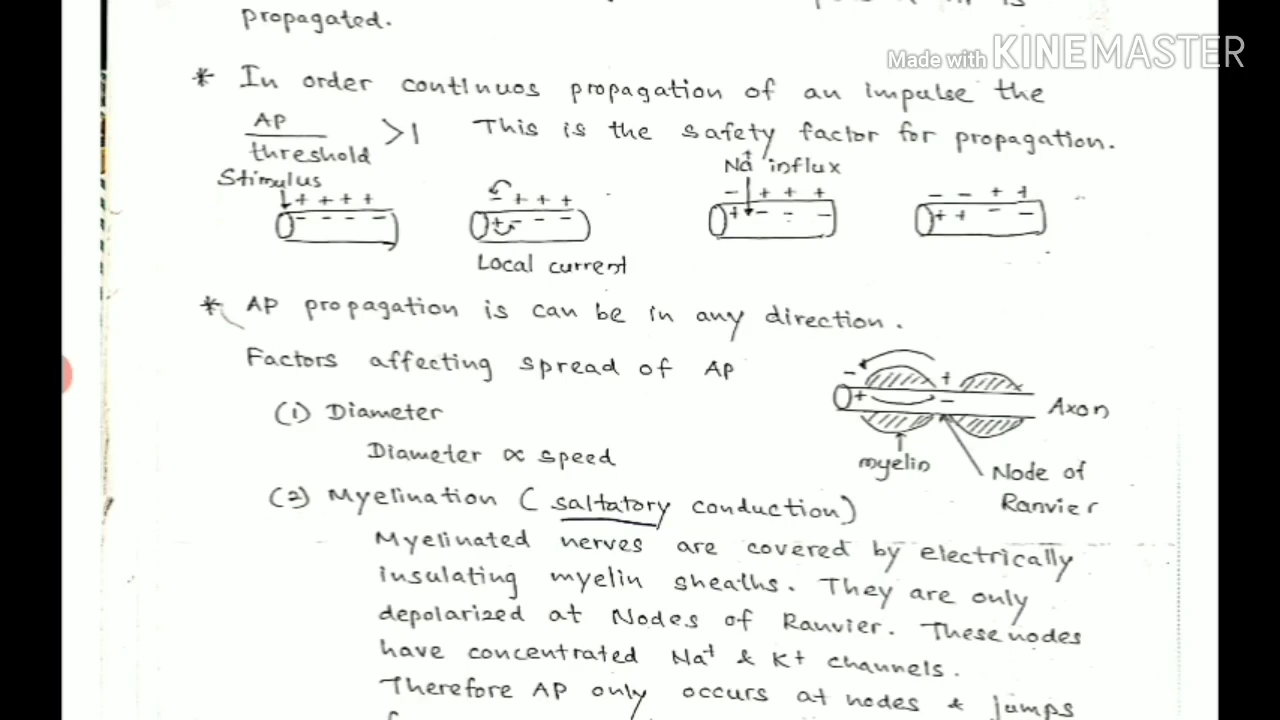 propagated.
Made with KINEMASTER
* In order continuos propagation of an impulse the
AP
threshold >1 This is the safety factor for propagation.
Stimulus
Na+ influx
+ + + +
- - - -
- + + +
+ - - -
- + + +
+ - - -
- - + +
+ + - -
Local current
* AP propagation is can be in any direction.
Factors affecting spread of AP
- +
+ -
Axon
(1) Diameter
Diameter ∝ speed
myelin
Node of
Ranvier
(2) Myelination (saltatory conduction)
Myelinated nerves are covered by electrically
insulating myelin sheaths. They are only
depolarized at Nodes of Ranvier. These nodes
have concentrated Na+ & K+ channels.
Therefore AP only occurs at nodes & jumps